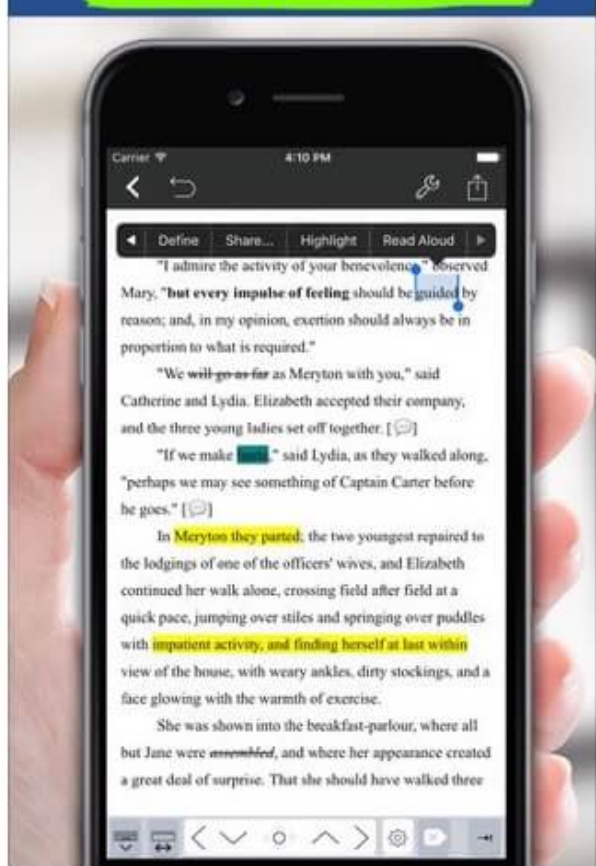 Carrier 4:10 PM
Define Share... Highlight Read Aloud
"I admire the activity of your benevolence," observed
Mary, "but every impulse of feeling should be guided by
reason; and, in my opinion, exertion should always be in
proportion to what is required."
"We will go as far as Meryton with you," said
Catherine and Lydia. Elizabeth accepted their company,
and the three young ladies set off together. []
"If we make ," said Lydia, as they walked along,
"perhaps we may see something of Captain Carter before
he goes." []
In Meryton they parted; the two youngest repaired to
the lodgings of one of the officers' wives, and Elizabeth
continued her walk alone, crossing field after field at a
quick pace, jumping over stiles and springing over puddles
with impatient activity, and finding herself at last within
view of the house, with weary ankles, dirty stockings, and a
face glowing with the warmth of exercise.
She was shown into the breakfast-parlour, where all
but Jane were assembled, and where her appearance created
a great deal of surprise. That she should have walked three